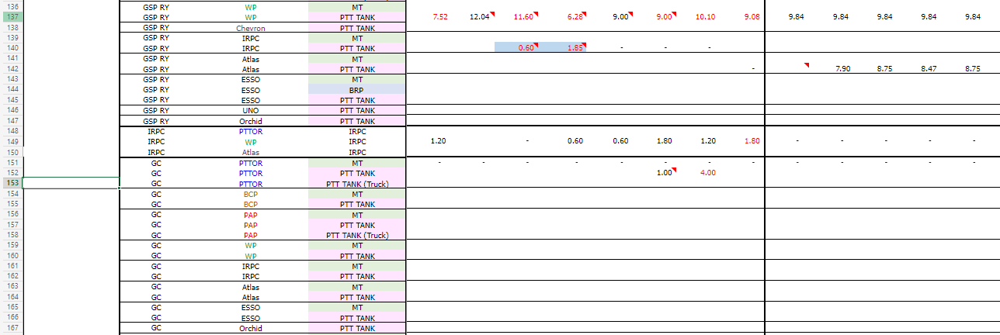 136 GSP RY WP MT
137 GSP RY WP PTT TANK 7.52 12.04 11.60 6.28 9.00 9.00 10.10 9.08 9.84 9.84 9.84 9.84 9.84
138 GSP RY Chevron PTT TANK
139 GSP RY IRPC MT
140 GSP RY IRPC PTT TANK 0.60 1.85 - - -
141 GSP RY Atlas MT
142 GSP RY Atlas PTT TANK - 7.90 8.75 8.47 8.75
143 GSP RY ESSO MT
144 GSP RY ESSO BRP
145 GSP RY ESSO PTT TANK
146 GSP RY UNO PTT TANK
147 GSP RY Orchid PTT TANK
148 IRPC PTTOR IRPC
149 IRPC WP IRPC 1.20 - 0.60 0.60 1.80 1.20 1.80 - - - - -
150 IRPC Atlas IRPC
151 GC PTTOR MT - - - - - - - - - - - - -
152 GC PTTOR PTT TANK 1.00 4.00
153 GC PTTOR PTT TANK (Truck)
154 GC BCP MT
155 GC BCP PTT TANK
156 GC PAP MT
157 GC PAP PTT TANK
158 GC PAP PTT TANK (Truck)
159 GC WP MT
160 GC WP PTT TANK
161 GC IRPC MT
162 GC IRPC PTT TANK
163 GC Atlas MT
164 GC Atlas PTT TANK
165 GC ESSO MT
166 GC ESSO PTT TANK
167 GC Orchid PTT TANK